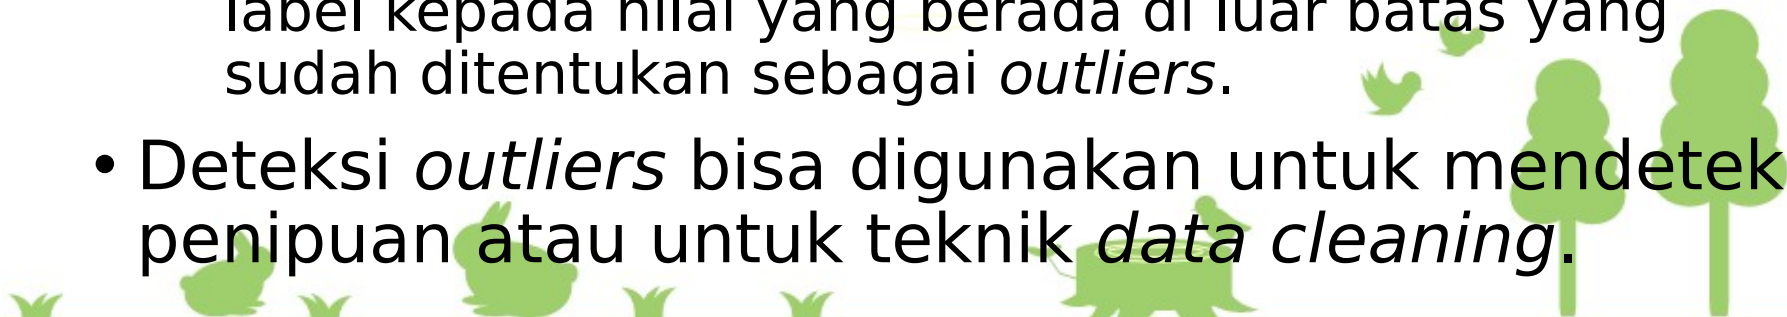 label kepada nilai yang berada di luar batas yang
sudah ditentukan sebagai outliers.
• Deteksi outliers bisa digunakan untuk mendetek
penipuan atau untuk teknik data cleaning.